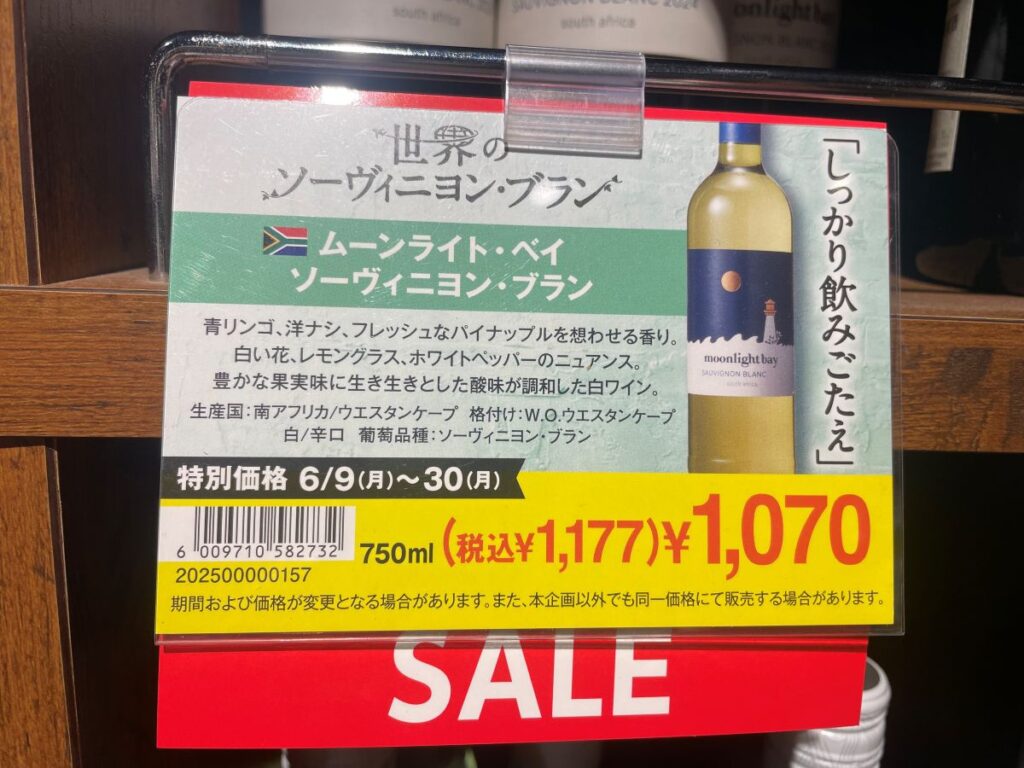 south africa
SAUVIGNON BLANC 2024
south africa
moonlight bay
世界の
ソーヴィニヨン・ブラン
ムーンライト・ベイ
ソーヴィニヨン・ブラン
青リンゴ、洋ナシ、フレッシュなパイナップルを想わせる香り。
白い花、レモングラス、ホワイトペッパーのニュアンス。
豊かな果実味に生き生きとした酸味が調和した白ワイン。
生産国：南アフリカ/ウエスタンケープ 格付け：W.O.ウエスタンケープ
白/辛口 葡萄品種：ソーヴィニヨン・ブラン
moonlight bay
SAUVIGNON BLANC
south africa
「しっかり飲みごたえ」
特別価格 6/9(月)〜30(月)
6 009710 582732
202500000157
750ml (税込¥1,177)¥1,070
期間および価格が変更となる場合があります。また、本企画以外でも同一価格にて販売する場合があります。
SALE